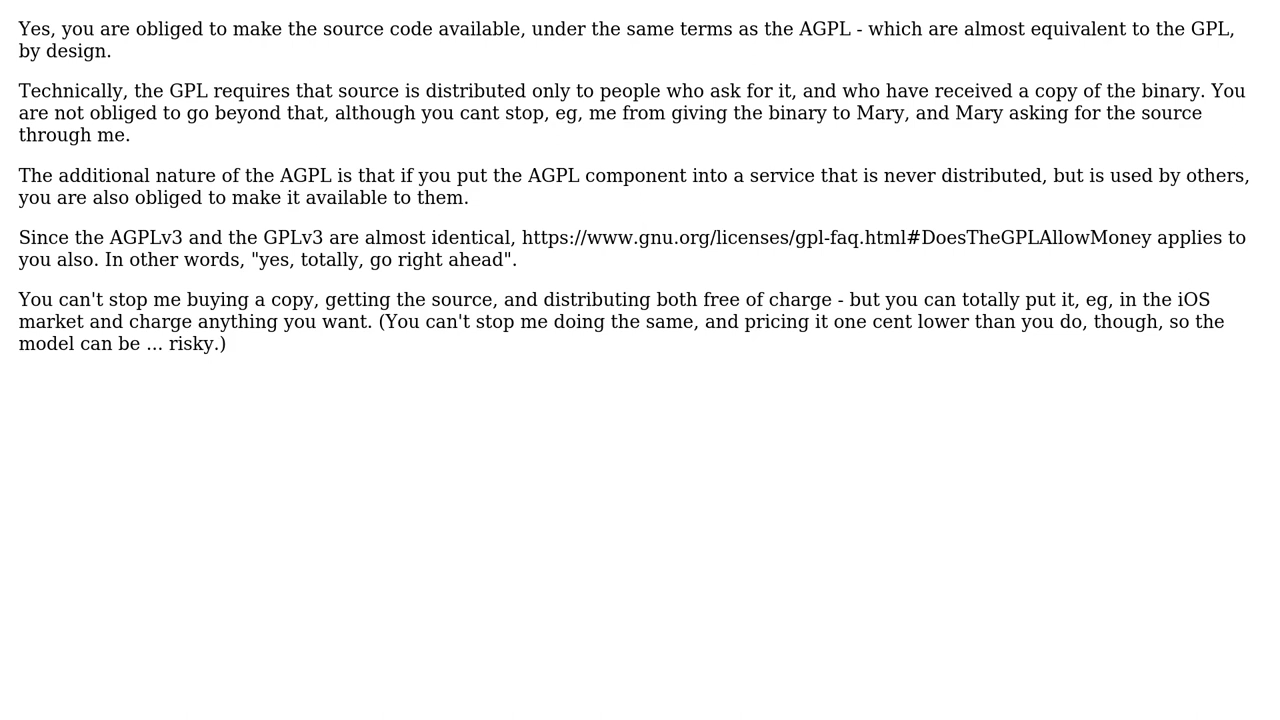 Yes, you are obliged to make the source code available, under the same terms as the AGPL - which are almost equivalent to the GPL,
by design.
Technically, the GPL requires that source is distributed only to people who ask for it, and who have received a copy of the binary. You
are not obliged to go beyond that, although you cant stop, eg, me from giving the binary to Mary, and Mary asking for the source
through me.
The additional nature of the AGPL is that if you put the AGPL component into a service that is never distributed, but is used by others,
you are also obliged to make it available to them.
Since the AGPLv3 and the GPLv3 are almost identical, https://www.gnu.org/licenses/gpl-faq.html#DoesTheGPLAllowMoney applies to
you also. In other words, "yes, totally, go right ahead".
You can't stop me buying a copy, getting the source, and distributing both free of charge - but you can totally put it, eg, in the iOS
market and charge anything you want. (You can't stop me doing the same, and pricing it one cent lower than you do, though, so the
model can be ... risky.)